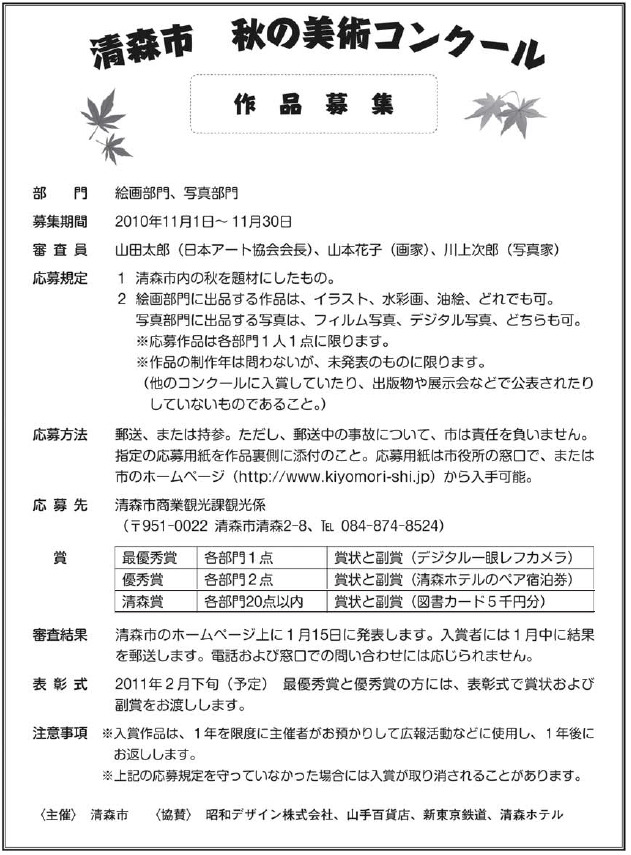 清森市　秋の美術コンクール
作品募集
部　門　絵画部門、写真部門
募集期間　2010年11月1日〜11月30日
審査員　山田太郎（日本アート協会会長）、山本花子（画家）、川上次郎（写真家）
応募規定　1 清森市内の秋を題材にしたもの。
2 絵画部門に出品する作品は、イラスト、水彩画、油絵、どれでも可。
写真部門に出品する写真は、フィルム写真、デジタル写真、どちらも可。
※応募作品は各部門1人1点に限ります。
※作品の制作年は問わないが、未発表のものに限ります。
（他のコンクールに入賞していたり、出版物や展示会などで公表されたり
していないものであること。）
応募方法　郵送、または持参。ただし、郵送中の事故について、市は責任を負いません。
指定の応募用紙を作品裏側に添付のこと。応募用紙は市役所の窓口で、または
市のホームページ（http://www.kiyomori-shi.jp）から入手可能。
応募先　清森市商業観光課観光係
（〒951-0022 清森市清森2-8、℡ 084-874-8524）
賞　最優秀賞　各部門1点　賞状と副賞（デジタル一眼レフカメラ）
優秀賞　各部門2点　賞状と副賞（清森ホテルのペア宿泊券）
清森賞　各部門20点以内　賞状と副賞（図書カード5千円分）
審査結果　清森市のホームページ上に1月15日に発表します。入賞者には1月中に結果
を郵送します。電話および窓口での問い合わせには応じられません。
表彰式　2011年2月下旬（予定）　最優秀賞と優秀賞の方には、表彰式で賞状および
副賞をお渡しします。
注意事項　※入賞作品は、1年を限度に主催者がお預かりして広報活動などに使用し、1年後に
お返しします。
※上記の応募規定を守っていなかった場合には入賞が取り消されることがあります。
〈主催〉 清森市　〈協賛〉 昭和デザイン株式会社、山手百貨店、新東京鉄道、清森ホテル